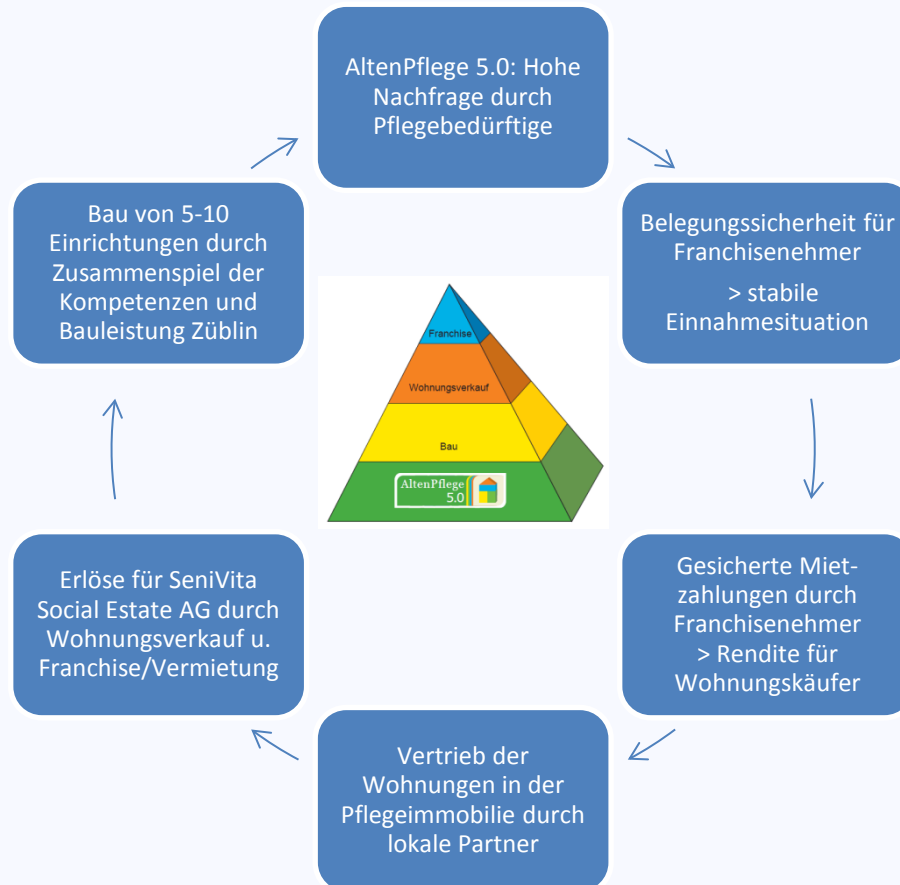 AltenPflege 5.0: Hohe
Nachfrage durch
Pflegebedürftige
Belegungssicherheit für
Franchisenehmer
> stabile
Einnahmesituation
Gesicherte Miet-
zahlungen durch
Franchisenehmer
> Rendite für
Wohnungskäufer
Vertrieb der
Wohnungen in der
Pflegeimmobilie durch
lokale Partner
Erlöse für SeniVita
Social Estate AG durch
Wohnungsverkauf u.
Franchise/Vermietung
Bau von 5-10
Einrichtungen durch
Zusammenspiel der
Kompetenzen und
Bauleistung Züblin
Franchise
Wohnungsverkauf
Bau
AltenPflege
5.0